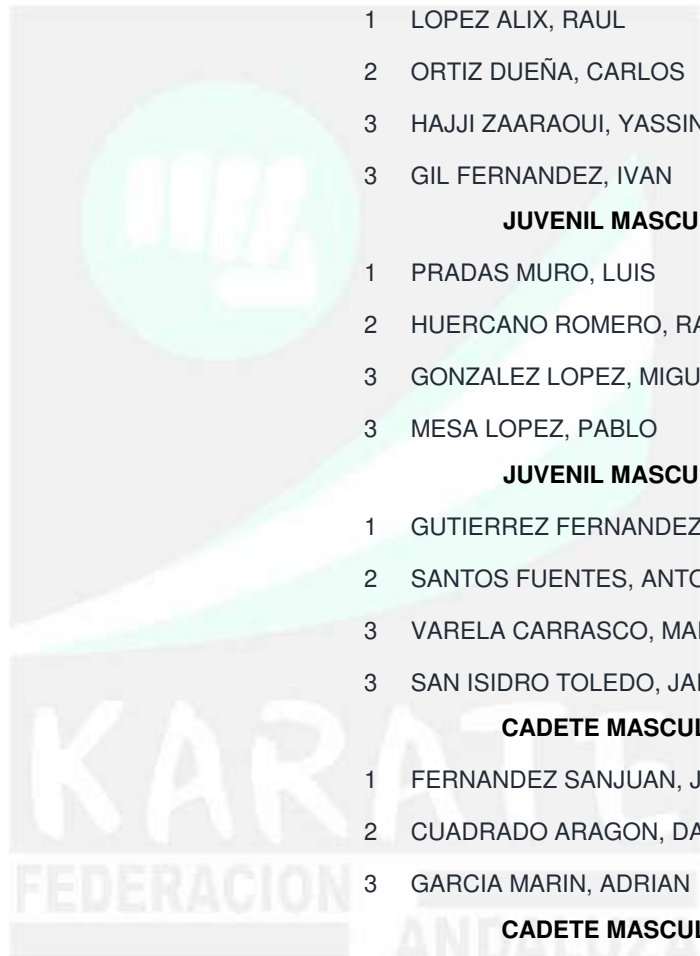 1 LOPEZ ALIX, RAUL
2 ORTIZ DUEÑA, CARLOS
3 HAJJI ZAARAOUI, YASSIN
3 GIL FERNANDEZ, IVAN
JUVENIL MASCU
1 PRADAS MURO, LUIS
2 HUERCANO ROMERO, RA
3 GONZALEZ LOPEZ, MIGU
3 MESA LOPEZ, PABLO
JUVENIL MASCU
1 GUTIERREZ FERNANDEZ
2 SANTOS FUENTES, ANTO
3 VARELA CARRASCO, MA
3 SAN ISIDRO TOLEDO, JA
CADETE MASCUL
1 FERNANDEZ SANJUAN, J
2 CUADRADO ARAGON, DA
3 GARCIA MARIN, ADRIAN
CADETE MASCUL
KARATE
FEDERACION
ANDALUZA